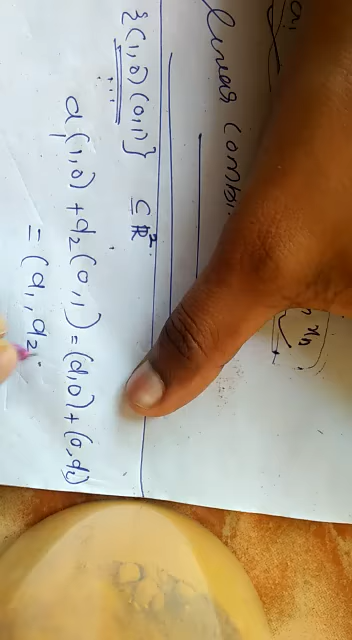 linear Combi
{(1,0) (0,1)} ⊆ ℝ²
α₁(1,0) + α₂(0,1) = (α₁,0) + (0,α₂)
= (α₁, α₂